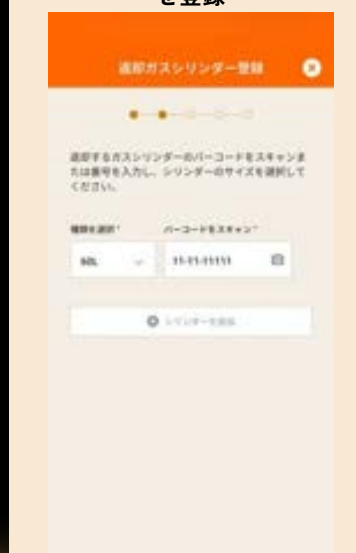 を登録
返却ガスシリンダー登録
返却するガスシリンダーのバーコードをスキャンま
たは番号を入力し、シリンダーのサイズを選択して
ください。
種類を選択* バーコードをスキャン*
60L 11-11-11111
シリンダーを追加